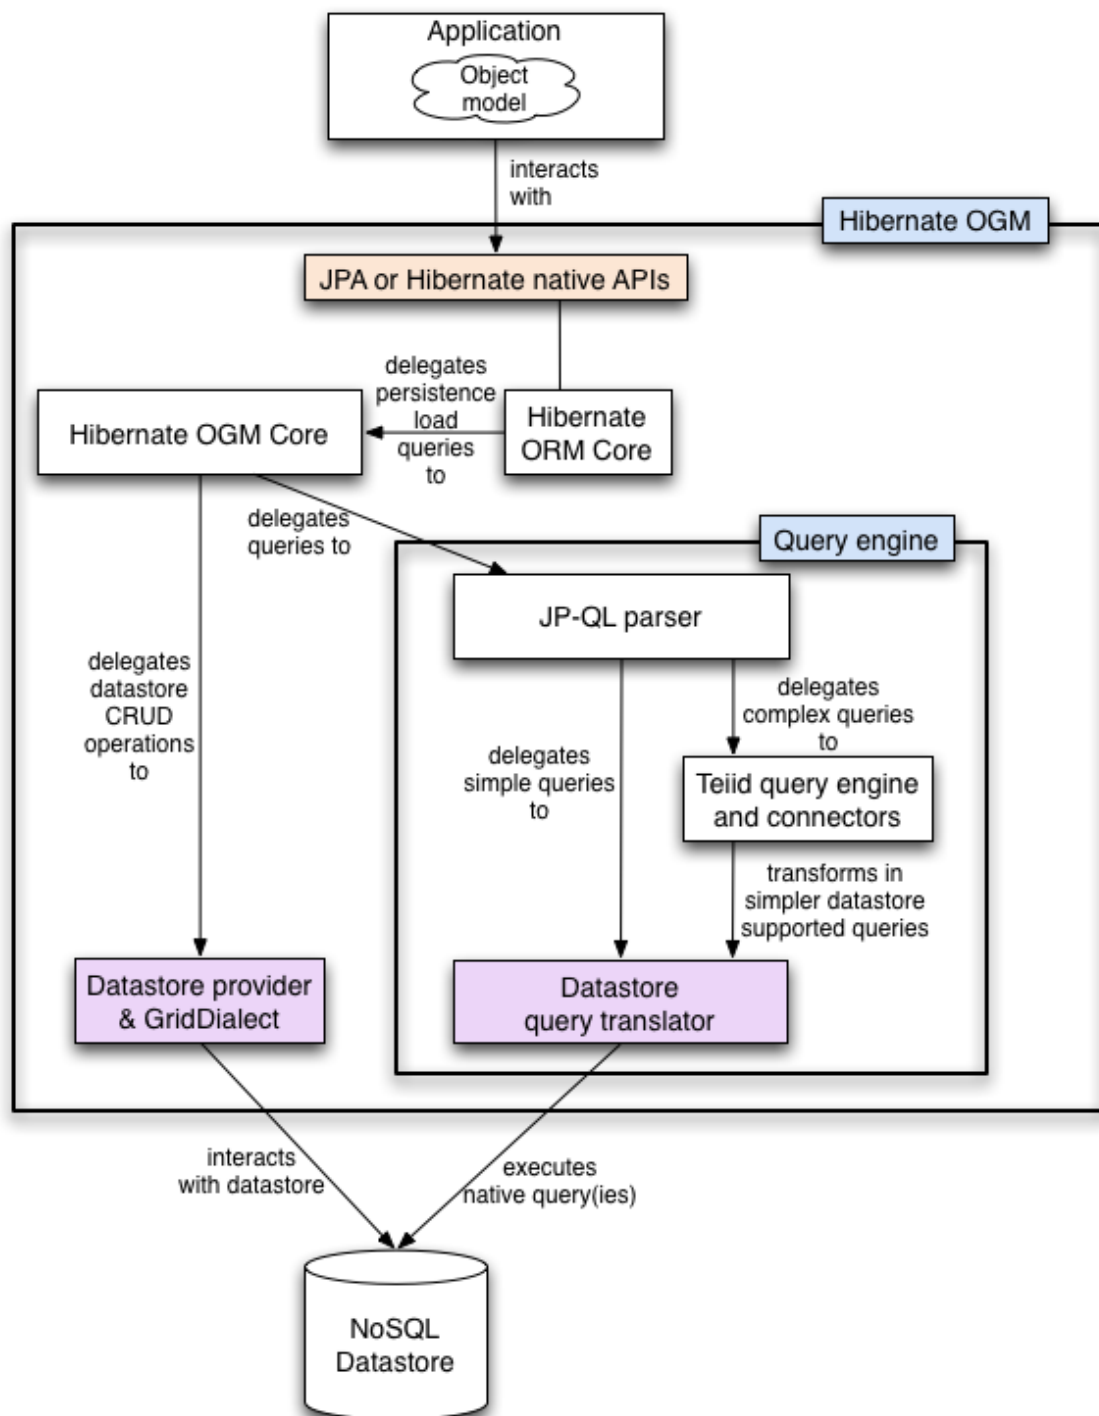 Application
Object
model
interacts
with
Hibernate OGM
JPA or Hibernate native APIs
delegates
persistence
load
queries
to
Hibernate OGM Core
Hibernate
ORM Core
delegates
queries to
Query engine
JP-QL parser
delegates
datastore
CRUD
operations
to
delegates
complex queries
to
delegates
simple queries
to
Teiid query engine
and connectors
transforms in
simpler datastore
supported queries
Datastore provider
& GridDialect
Datastore
query translator
interacts
with datastore
executes
native query(ies)
NoSQL
Datastore